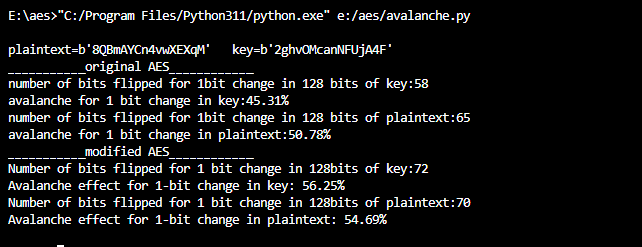 E:\aes>"C:/Program Files/Python311/python.exe" e:/aes/avalanche.py
plaintext=b'8QBmAYCn4vwXEXqM'   key=b'2ghvOMcanNFUjA4F'
___________original AES____________
number of bits flipped for 1bit change in 128 bits of key:58
avalanche for 1 bit change in key:45.31%
number of bits flipped for 1bit change in 128 bits of plaintext:65
avalanche for 1 bit change in plaintext:50.78%
___________modified AES____________
Number of bits flipped for 1 bit change in 128bits of key:72
Avalanche effect for 1-bit change in key: 56.25%
Number of bits flipped for 1 bit change in 128bits of plaintext:70
Avalanche effect for 1-bit change in plaintext: 54.69%